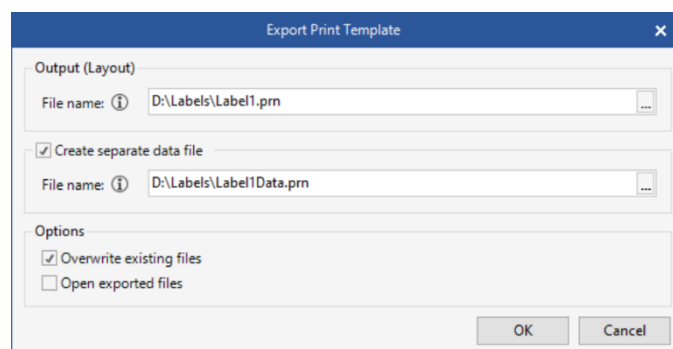 Export Print Template
Output (Layout)
File name: D:\Labels\Label1.prn ...
Create separate data file
File name: D:\Labels\Label1Data.prn ...
Options
Overwrite existing files
Open exported files
OK Cancel